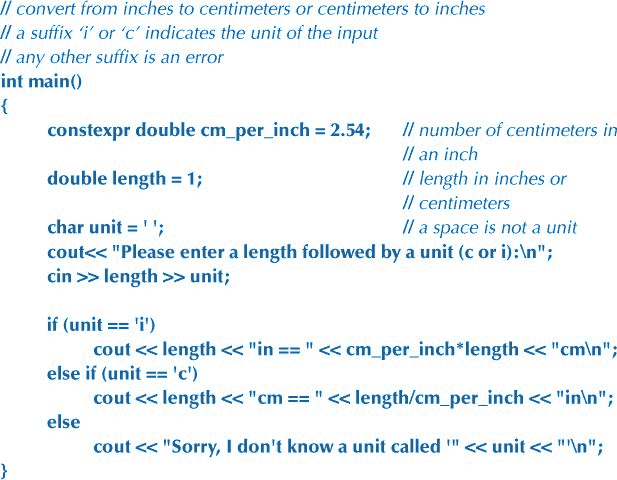 // convert from inches to centimeters or centimeters to inches
// a suffix ‘i’ or ‘c’ indicates the unit of the input
// any other suffix is an error
int main()
{
constexpr double cm_per_inch = 2.54; // number of centimeters in
// an inch
double length = 1; // length in inches or
// centimeters
char unit = ' '; // a space is not a unit
cout<< "Please enter a length followed by a unit (c or i):\n";
cin >> length >> unit;
if (unit == 'i')
cout << length << "in == " << cm_per_inch*length << "cm\n";
else if (unit == 'c')
cout << length << "cm == " << length/cm_per_inch << "in\n";
else
cout << "Sorry, I don't know a unit called '" << unit << "'\n";
}